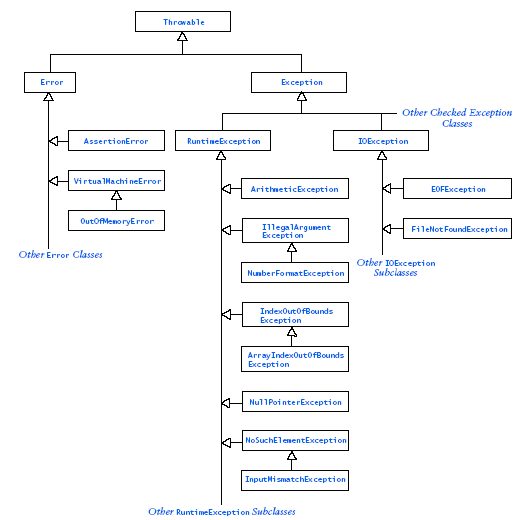 Throwable
Error
Exception
Other Checked Exception
Classes
AssertionError
RuntimeException
IOException
VirtualMachineError
ArithmeticException
EOFException
OutOfMemoryError
IllegalArgument
Exception
FileNotFoundException
Other Error Classes
Other IOException
Subclasses
NumberFormatException
IndexOutOfBounds
Exception
ArrayIndexOutOfBounds
Exception
NullPointerException
NoSuchElementException
InputMismatchException
Other RuntimeException Subclasses